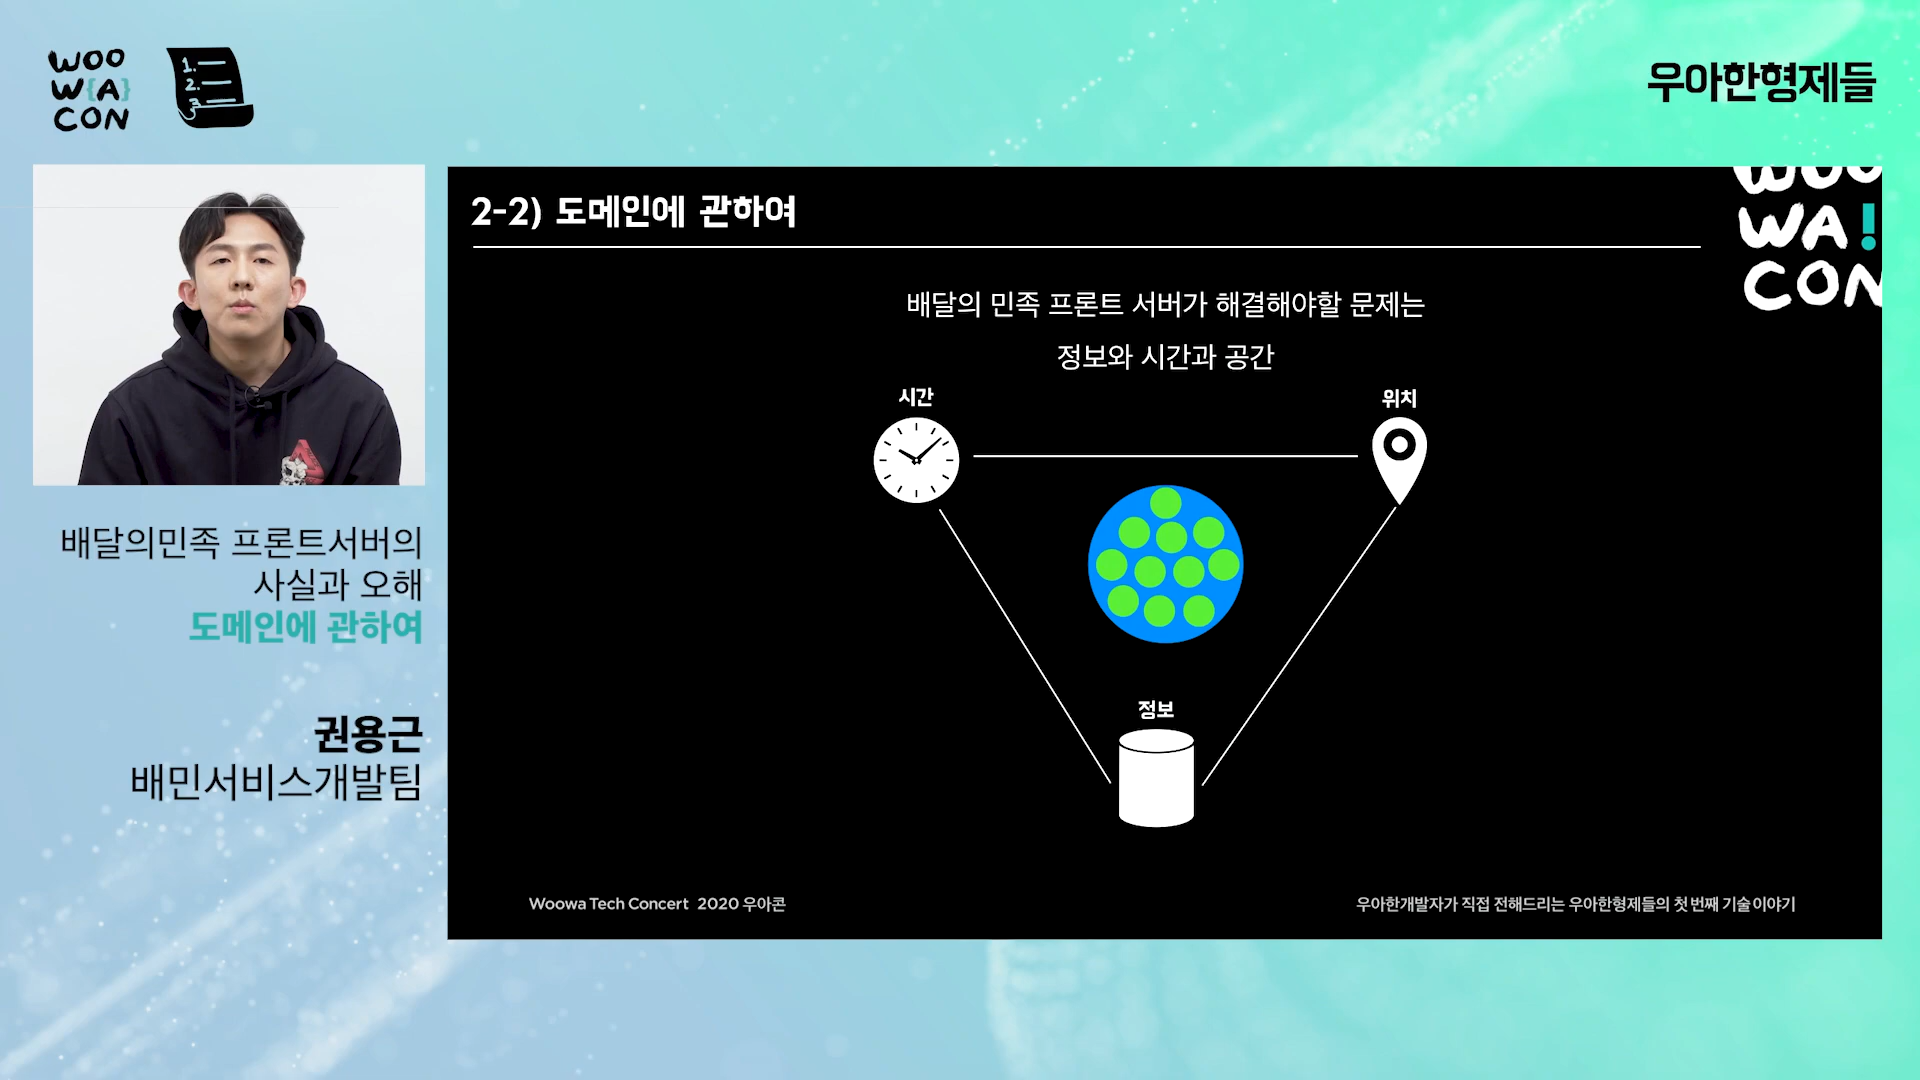 WOO
W{A}
CON
1.
2.
3.
우아한형제들
2-2) 도메인에 관하여
WOO
WA!
CON
배달의 민족 프론트 서버가 해결해야할 문제는
정보와 시간과 공간
시간
위치
정보
Woowa Tech Concert 2020 우아콘
우아한개발자가 직접 전해드리는 우아한형제들의 첫 번째 기술 이야기
배달의민족 프론트서버의
사실과 오해
도메인에 관하여
권용근
배민서비스개발팀